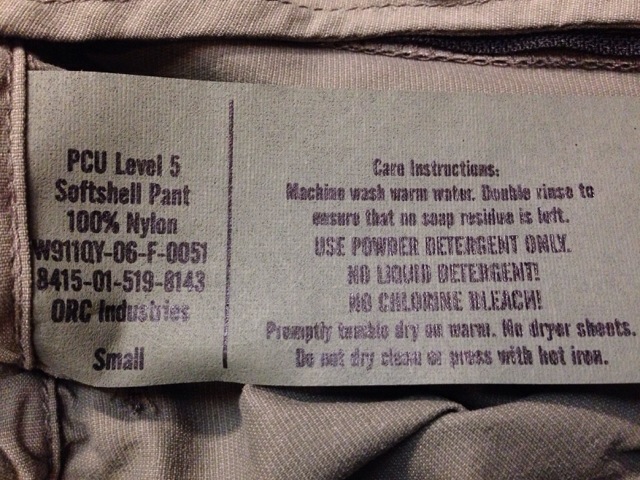 PCU Level 5
Softshell Pant
100% Nylon
W911QY-06-F-0051
8415-01-519-8143
ORC Industries
Small
Care Instructions:
Machine wash warm water. Double rinse to
ensure that no soap residue is left.
USE POWDER DETERGENT ONLY.
NO LIQUID DETERGENT!
NO CHLORINE BLEACH!
Promptly tumble dry on warm. No dryer sheets.
Do not dry clean or press with hot iron.